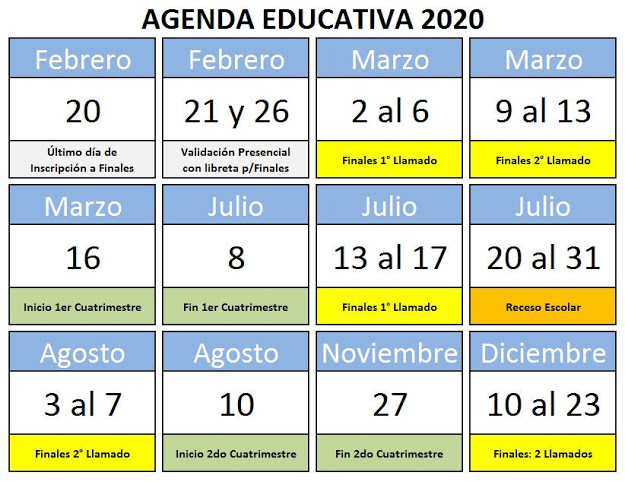 AGENDA EDUCATIVA 2020
Febrero
20
Último día de
Inscripción a Finales
Febrero
21 y 26
Validación Presencial
con libreta p/Finales
Marzo
2 al 6
Finales 1° Llamado
Marzo
9 al 13
Finales 2° Llamado
Marzo
16
Inicio 1er Cuatrimestre
Julio
8
Fin 1er Cuatrimestre
Julio
13 al 17
Finales 1° Llamado
Julio
20 al 31
Receso Escolar
Agosto
3 al 7
Finales 2° Llamado
Agosto
10
Inicio 2do Cuatrimestre
Noviembre
27
Fin 2do Cuatrimestre
Diciembre
10 al 23
Finales: 2 Llamados